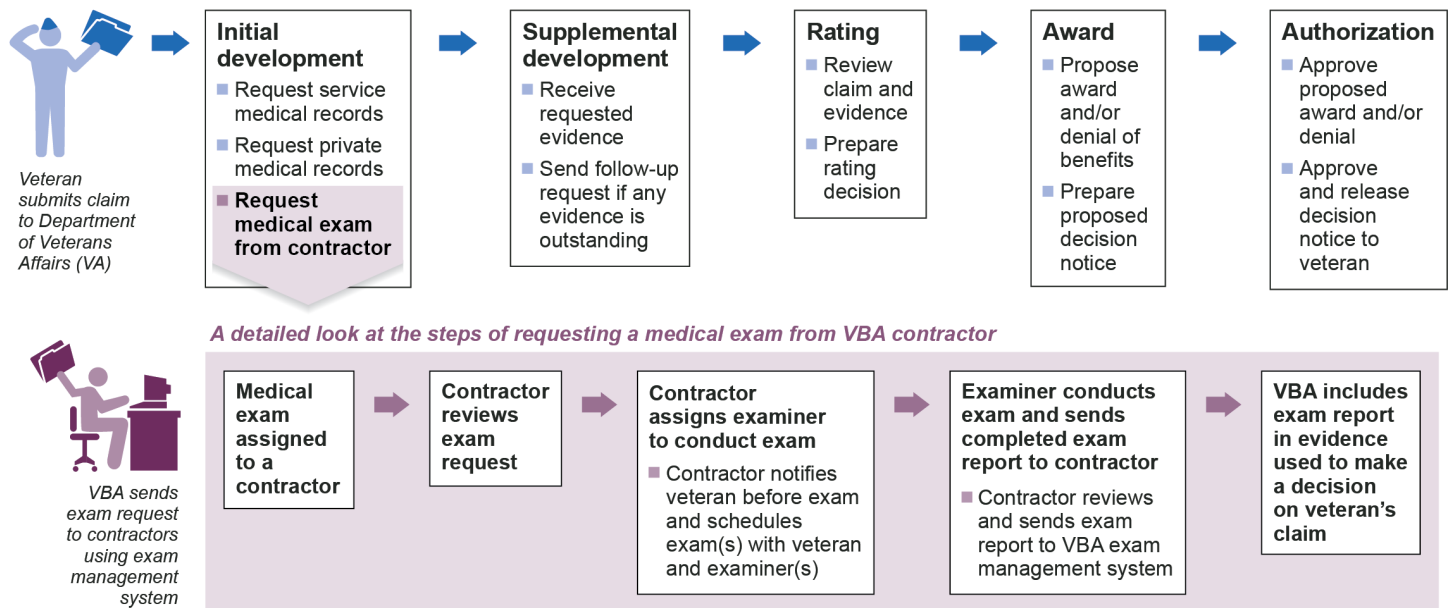 Veteran
submits claim
to Department
of Veterans
Affairs (VA)
Initial
development
Request service
medical records
Request private
medical records
Request
medical exam
from contractor
Supplemental
development
Receive
requested
evidence
Send follow-up
request if any
evidence is
outstanding
Rating
Review
claim and
evidence
Prepare
rating
decision
Award
Propose
award
and/or
denial of
benefits
Prepare
proposed
decision
notice
Authorization
Approve
proposed
award and/or
denial
Approve
and release
decision
notice to
veteran
A detailed look at the steps of requesting a medical exam from VBA contractor
VBA sends
exam request
to contractors
using exam
management
system
Medical
exam
assigned
to a
contractor
Contractor
reviews
exam
request
Contractor
assigns examiner
to conduct exam
Contractor notifies
veteran before exam
and schedules
exam(s) with veteran
and examiner(s)
Examiner conducts
exam and sends
completed exam
report to contractor
Contractor reviews
and sends exam
report to VBA exam
management system
VBA includes
exam report
in evidence
used to make
a decision
on veteran’s
claim